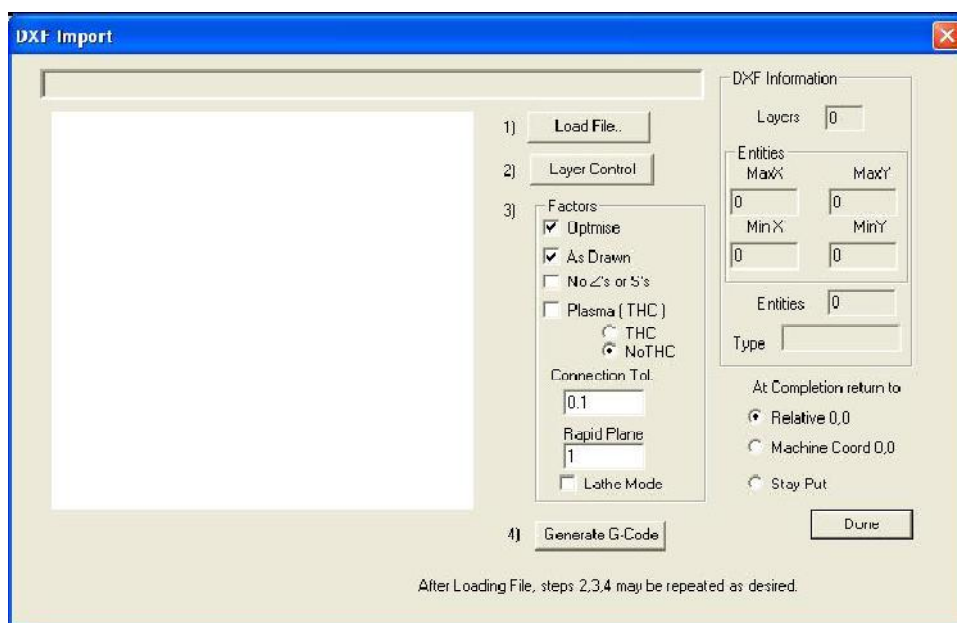 DXF Import
1) Load File..
2) Layer Control
3) Factors
Optmise
As Drawn
No Z's or S's
Plasma ( THC )
THC
NoTHC
Connection Tol.
0.1
Rapid Plane
1
Lathe Mode
4) Generate G-Code
DXF Information
Layers 0
Entities
MaxX MaxY
0 0
Min X MinY
0 0
Entities 0
Type
At Completion return to
Relative 0,0
Machine Coord 0,0
Stay Put
Done
After Loading File, steps 2,3,4 may be repeated as desired.